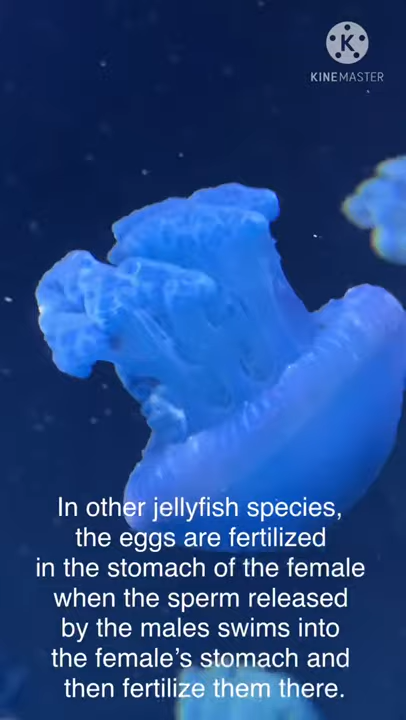 KINEMASTER
In other jellyfish species,
the eggs are fertilized
in the stomach of the female
when the sperm released
by the males swims into
the female’s stomach and
then fertilize them there.